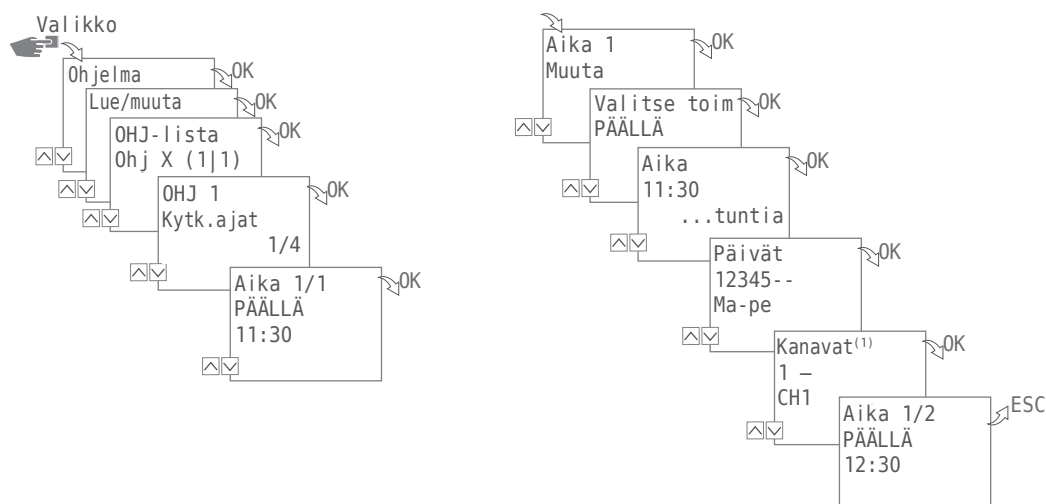 Valikko
Ohjelma
OK
Lue/muuta
OK
OHJ-lista
Ohj X (1|1)
OK
OHJ 1
Kytk.ajat
1/4
OK
Aika 1/1
PÄÄLLÄ
11:30
OK
Aika 1
Muuta
OK
Valitse toim
PÄÄLLÄ
OK
Aika
11:30
...tuntia
OK
Päivät
12345--
Ma-pe
OK
Kanavat(1)
1 –
CH1
OK
Aika 1/2
PÄÄLLÄ
12:30
ESC